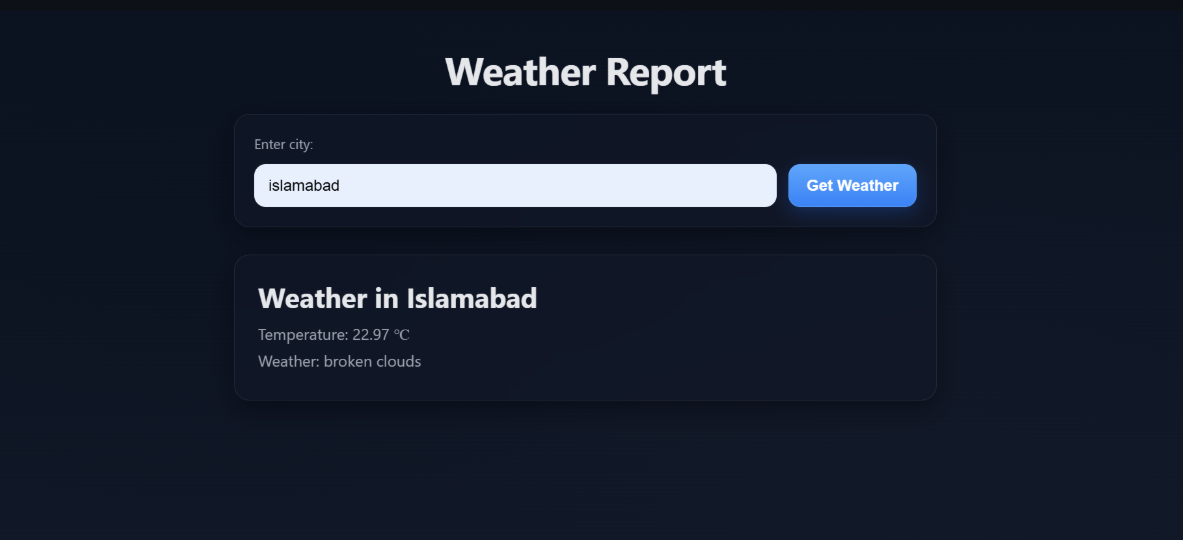 Weather Report
Enter city:
islamabad
Get Weather
Weather in Islamabad
Temperature: 22.97 ℃
Weather: broken clouds